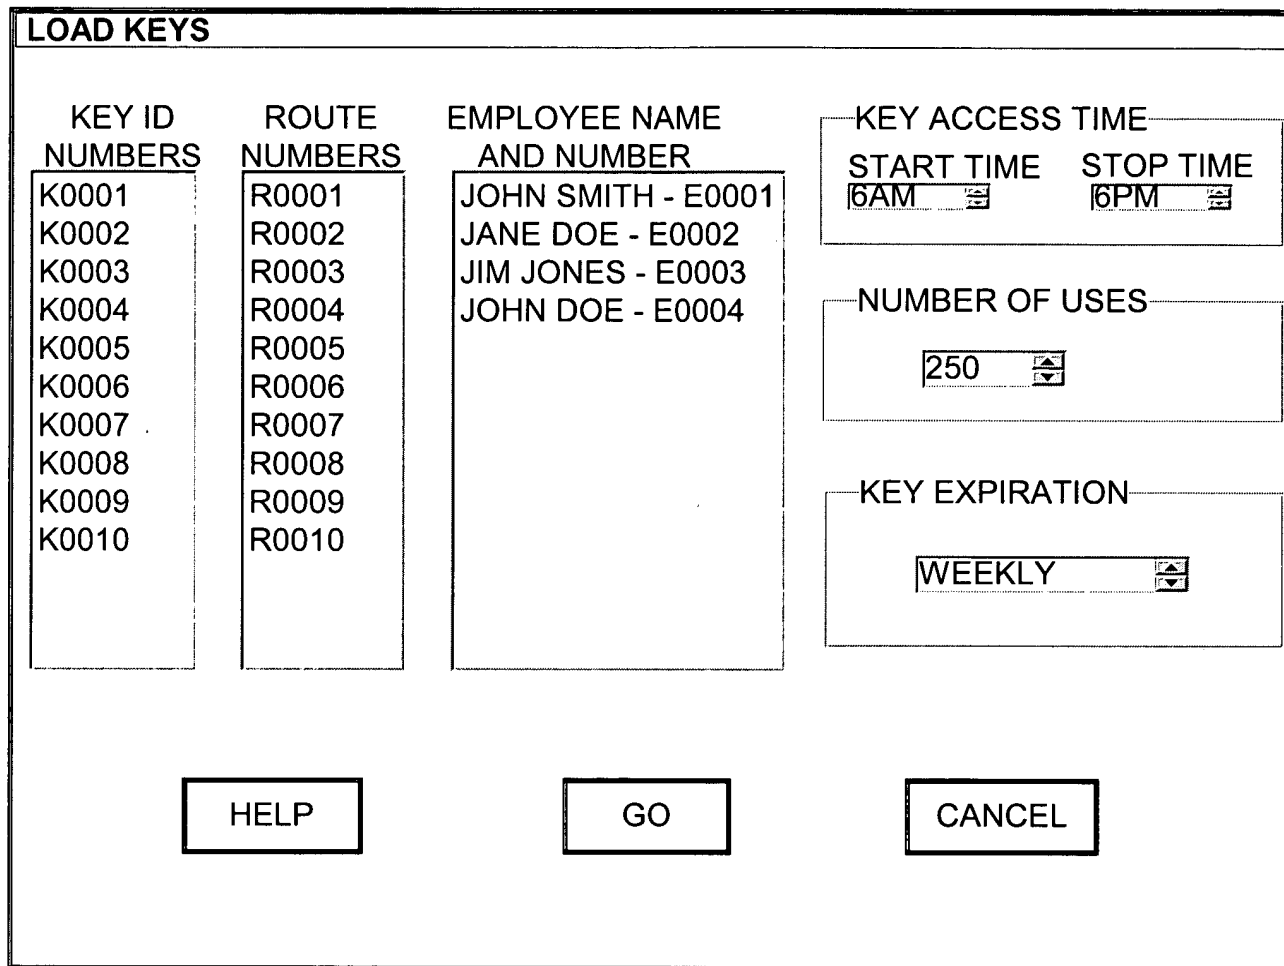 LOAD KEYS
KEY ID
NUMBERS
K0001
K0002
K0003
K0004
K0005
K0006
K0007
K0008
K0009
K0010
ROUTE
NUMBERS
R0001
R0002
R0003
R0004
R0005
R0006
R0007
R0008
R0009
R0010
EMPLOYEE NAME
AND NUMBER
JOHN SMITH - E0001
JANE DOE - E0002
JIM JONES - E0003
JOHN DOE - E0004
KEY ACCESS TIME
START TIME
6AM
STOP TIME
6PM
NUMBER OF USES
250
KEY EXPIRATION
WEEKLY
HELP
GO
CANCEL